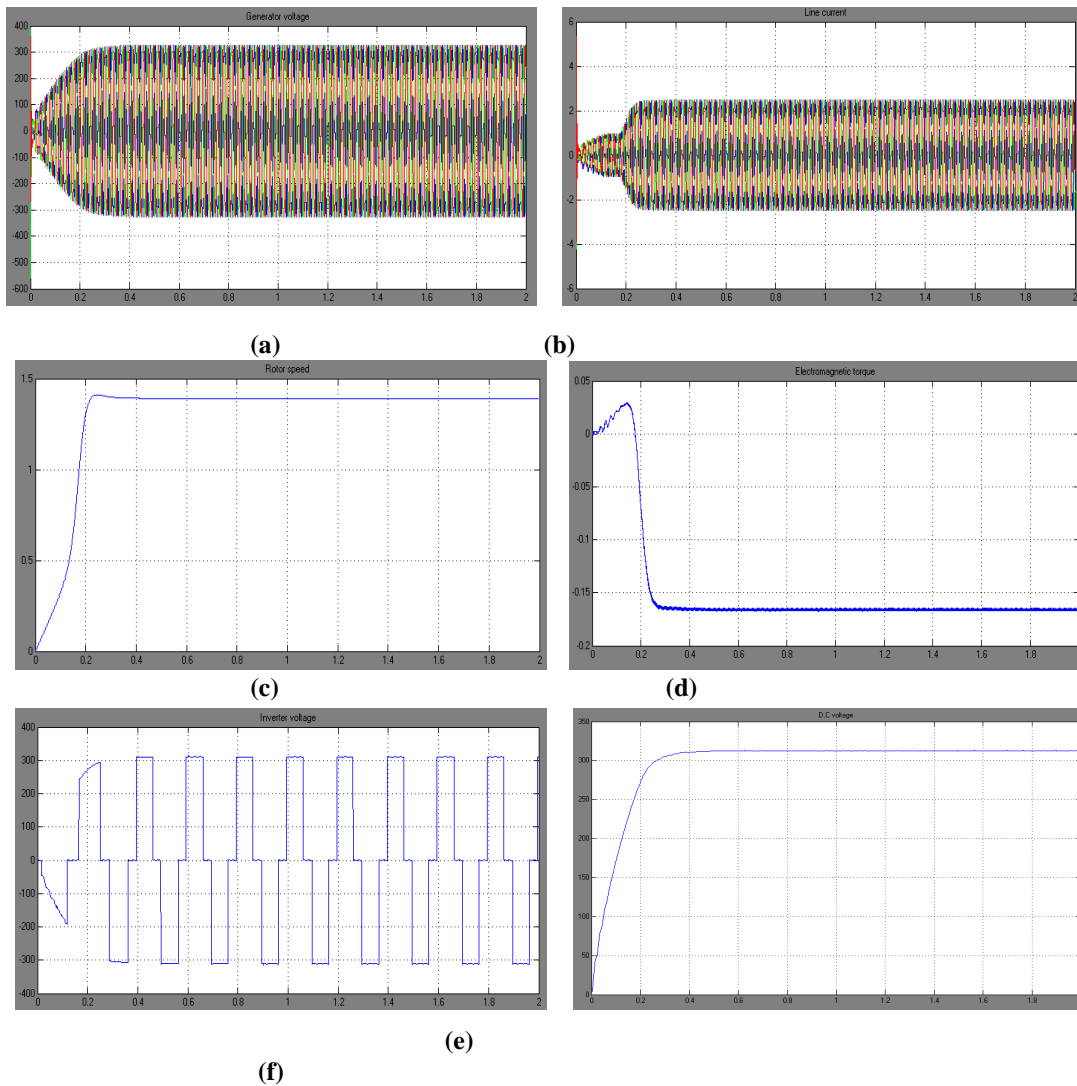 Generator voltage
400
300
200
100
0
-100
-200
-300
-400
-500
-600
0 0.2 0.4 0.6 0.8 1 1.2 1.4 1.6 1.8 2
Line current
6
4
2
0
-2
-4
-6
0 0.2 0.4 0.6 0.8 1 1.2 1.4 1.6 1.8 2
(a) (b)
Rotor speed
1.5
1
0.5
0
0 0.2 0.4 0.6 0.8 1 1.2 1.4 1.6 1.8 2
Electromagnetic torque
0.05
0
-0.05
-0.1
-0.15
-0.2
0 0.2 0.4 0.6 0.8 1 1.2 1.4 1.6 1.8
(c) (d)
Inverter voltage
400
300
200
100
0
-100
-200
-300
-400
0 0.2 0.4 0.6 0.8 1 1.2 1.4 1.6 1.8 2
D.C voltage
350
300
250
200
150
100
50
0
0 0.2 0.4 0.6 0.8 1 1.2 1.4 1.6 1.8
(e)
(f)